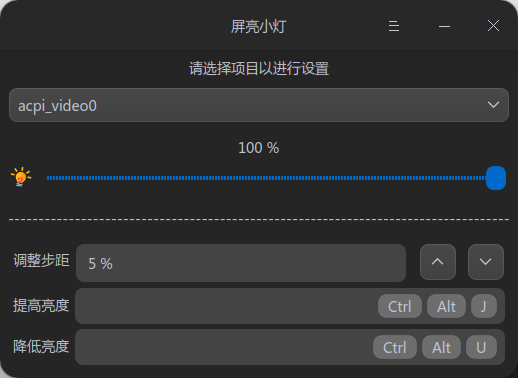 屏亮小灯
请选择项目以进行设置
acpi_video0
100 %
调整步距 5 %
提高亮度 Ctrl Alt J
降低亮度 Ctrl Alt U